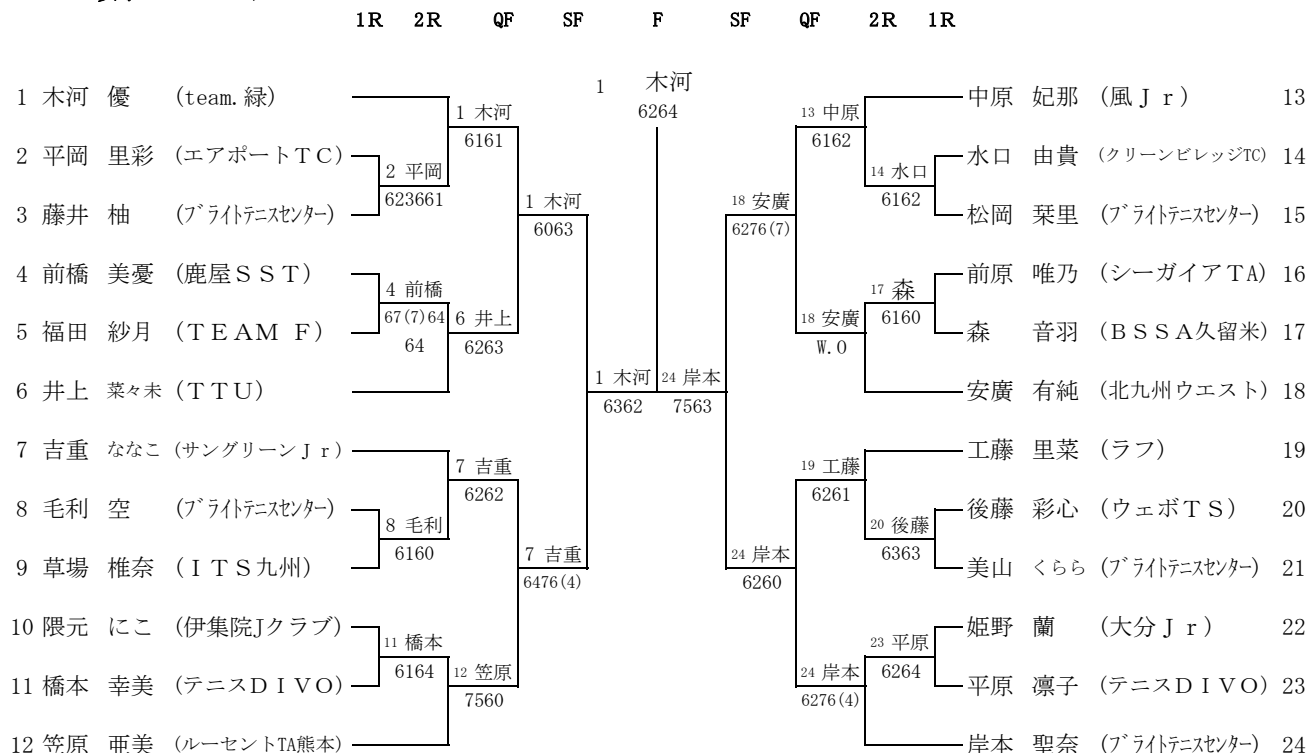 1R 2R QF SF F SF QF 2R 1R
1 木河
6264
1 木河 優 (team.緑)
中原 妃那 (風Jr) 13
1 木河
6161
13 中原
6162
2 平岡 里彩 (エアポートTC)
水口 由貴 (クリーンビレッジTC) 14
2 平岡
623661
14 水口
6162
3 藤井 柚 (ブライトテニスセンター)
松岡 栞里 (ブライトテニスセンター) 15
1 木河
6063
18 安廣
6276(7)
4 前橋 美憂 (鹿屋SST)
前原 唯乃 (シーガイアTA) 16
4 前橋
67(7)64
64
17 森
6160
5 福田 紗月 (TEAM F)
森 音羽 (BSSA久留米) 17
6 井上
6263
18 安廣
W.O
6 井上 菜々未 (TTU)
安廣 有純 (北九州ウエスト) 18
1 木河
6362
24 岸本
7563
7 吉重 ななこ (サングリーンJr)
工藤 里菜 (ラフ) 19
7 吉重
6262
19 工藤
6261
8 毛利 空 (ブライトテニスセンター)
後藤 彩心 (ウェボTS) 20
8 毛利
6160
20 後藤
6363
9 草場 椎奈 (ITS九州)
美山 くらら (ブライトテニスセンター) 21
7 吉重
6476(4)
24 岸本
6260
10 隈元 にこ (伊集院Jクラブ)
姫野 蘭 (大分Jr) 22
11 橋本
6164
23 平原
6264
11 橋本 幸美 (テニスDIVO)
平原 凛子 (テニスDIVO) 23
12 笠原
7560
24 岸本
6276(4)
12 笠原 亜美 (ルーセントTA熊本)
岸本 聖奈 (ブライトテニスセンター) 24